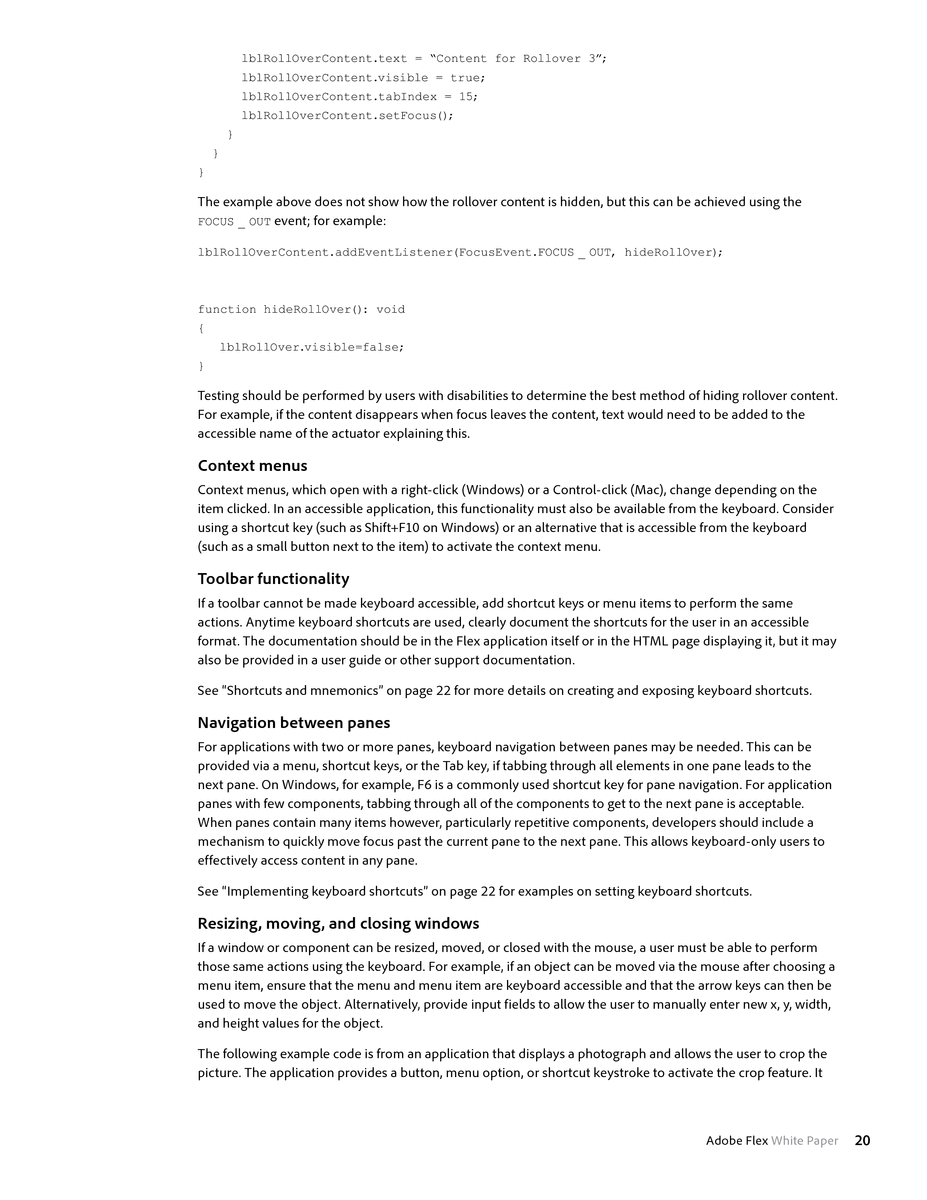 lblRollOverContent.text = “Content for Rollover 3”;
lblRollOverContent.visible = true;
lblRollOverContent.tabIndex = 15;
lblRollOverContent.setFocus();
}
}
}
The example above does not show how the rollover content is hidden, but this can be achieved using the
FOCUS _ OUT event; for example:
lblRollOverContent.addEventListener(FocusEvent.FOCUS _ OUT, hideRollOver);
function hideRollOver(): void
{
lblRollOver.visible=false;
}
Testing should be performed by users with disabilities to determine the best method of hiding rollover content.
For example, if the content disappears when focus leaves the content, text would need to be added to the
accessible name of the actuator explaining this.
Context menus
Context menus, which open with a right-click (Windows) or a Control-click (Mac), change depending on the
item clicked. In an accessible application, this functionality must also be available from the keyboard. Consider
using a shortcut key (such as Shift+F10 on Windows) or an alternative that is accessible from the keyboard
(such as a small button next to the item) to activate the context menu.
Toolbar functionality
If a toolbar cannot be made keyboard accessible, add shortcut keys or menu items to perform the same
actions. Anytime keyboard shortcuts are used, clearly document the shortcuts for the user in an accessible
format. The documentation should be in the Flex application itself or in the HTML page displaying it, but it may
also be provided in a user guide or other support documentation.
See “Shortcuts and mnemonics” on page 22 for more details on creating and exposing keyboard shortcuts.
Navigation between panes
For applications with two or more panes, keyboard navigation between panes may be needed. This can be
provided via a menu, shortcut keys, or the Tab key, if tabbing through all elements in one pane leads to the
next pane. On Windows, for example, F6 is a commonly used shortcut key for pane navigation. For application
panes with few components, tabbing through all of the components to get to the next pane is acceptable.
When panes contain many items however, particularly repetitive components, developers should include a
mechanism to quickly move focus past the current pane to the next pane. This allows keyboard-only users to
effectively access content in any pane.
See “Implementing keyboard shortcuts” on page 22 for examples on setting keyboard shortcuts.
Resizing, moving, and closing windows
If a window or component can be resized, moved, or closed with the mouse, a user must be able to perform
those same actions using the keyboard. For example, if an object can be moved via the mouse after choosing a
menu item, ensure that the menu and menu item are keyboard accessible and that the arrow keys can then be
used to move the object. Alternatively, provide input fields to allow the user to manually enter new x, y, width,
and height values for the object.
The following example code is from an application that displays a photograph and allows the user to crop the
picture. The application provides a button, menu option, or shortcut keystroke to activate the crop feature. It
Adobe Flex White Paper 20